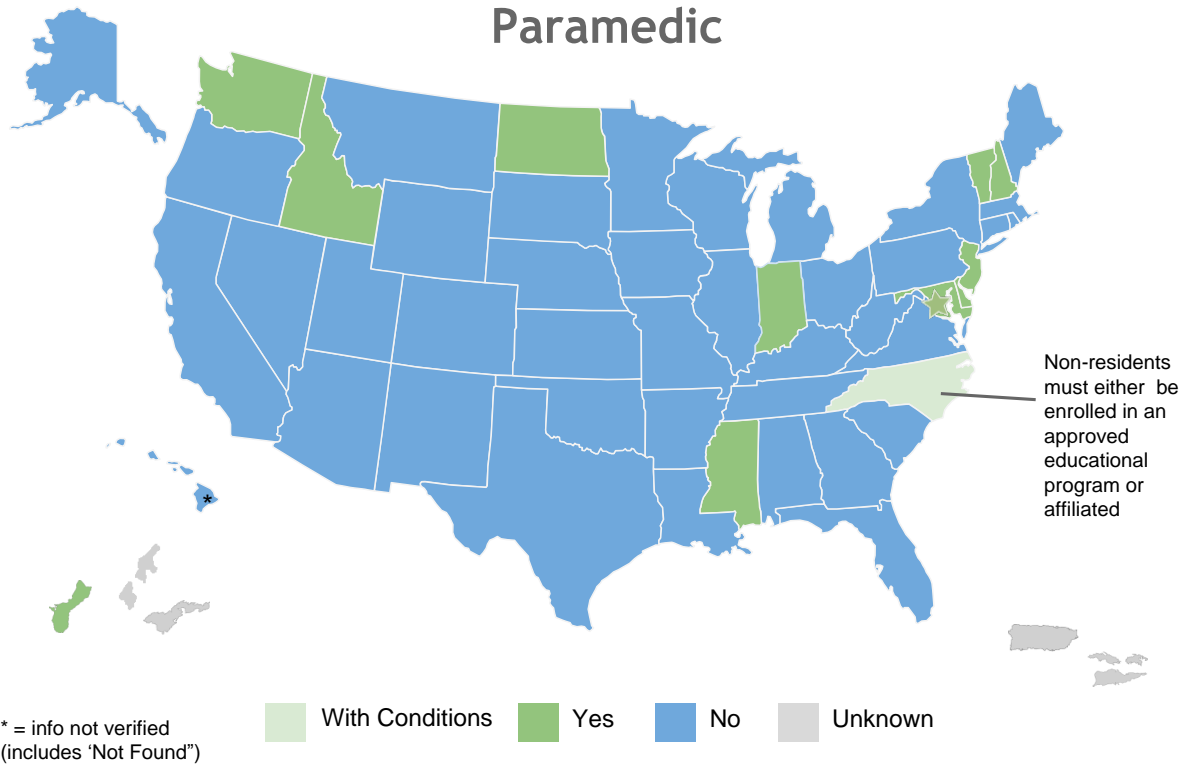 Paramedic
Non-residents
must either  be
enrolled in an
approved
educational
program or
affiliated
*
* = info not verified
(includes ‘Not Found”)
With Conditions
Yes
No
Unknown